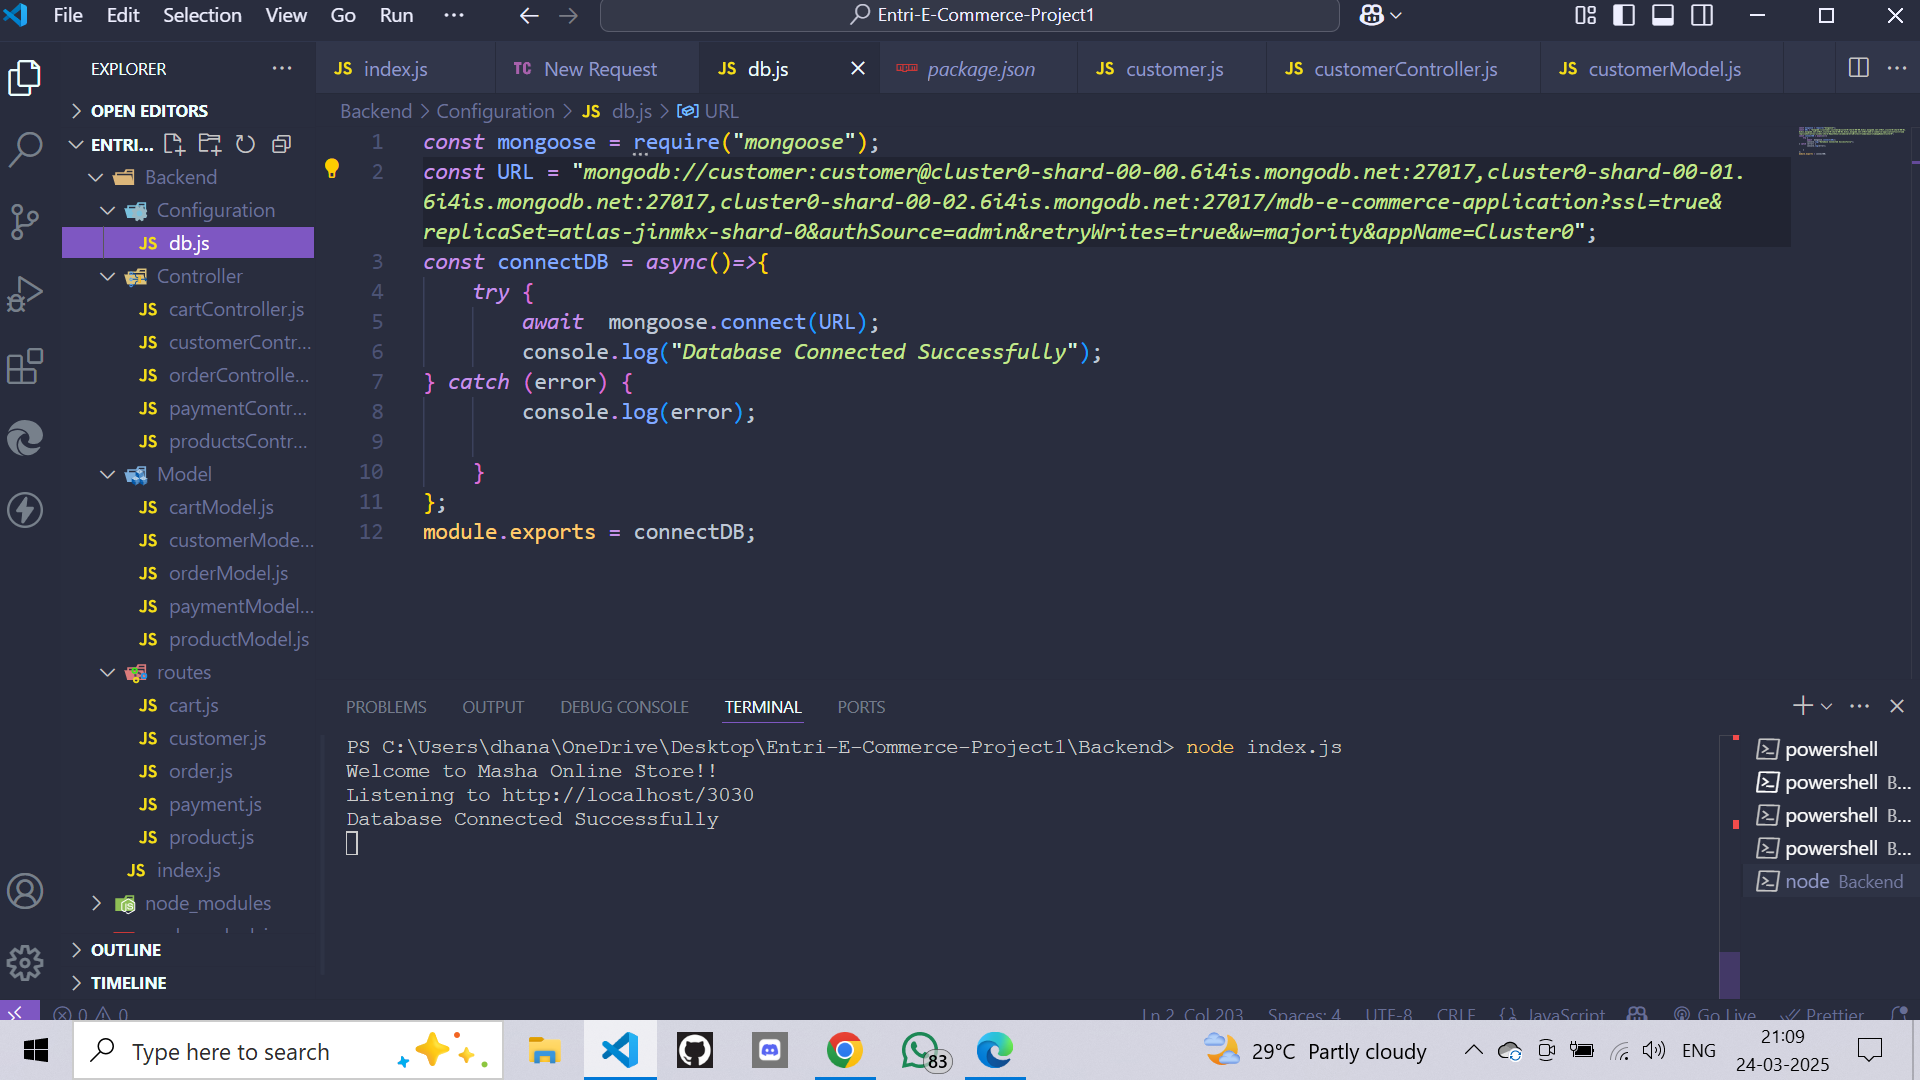 File Edit Selection View Go Run ···
Entri-E-Commerce-Project1
EXPLORER ···
JS index.js
TC New Request
JS db.js
package.json
JS customer.js
JS customerController.js
JS customerModel.js
OPEN EDITORS
ENTRI...
Backend
Configuration
JS db.js
Controller
JS cartController.js
JS customerContr...
JS orderControlle...
JS paymentContr...
JS productsContr...
Model
JS cartModel.js
JS customerMode...
JS orderModel.js
JS paymentModel...
JS productModel.js
routes
JS cart.js
JS customer.js
JS order.js
JS payment.js
JS product.js
JS index.js
node_modules
OUTLINE
TIMELINE
Backend > Configuration > JS db.js > URL
1 const mongoose = require("mongoose");
2 const URL = "mongodb://customer:customer@cluster0-shard-00-00.6i4is.mongodb.net:27017,cluster0-shard-00-01.
6i4is.mongodb.net:27017,cluster0-shard-00-02.6i4is.mongodb.net:27017/mdb-e-commerce-application?ssl=true&
replicaSet=atlas-jinmkx-shard-0&authSource=admin&retryWrites=true&w=majority&appName=Cluster0";
3 const connectDB = async()=>{
4 try {
5 await  mongoose.connect(URL);
6 console.log("Database Connected Successfully");
7 } catch (error) {
8 console.log(error);
9
10 }
11 };
12 module.exports = connectDB;
PROBLEMS OUTPUT DEBUG CONSOLE TERMINAL PORTS
PS C:\Users\dhana\OneDrive\Desktop\Entri-E-Commerce-Project1\Backend> node index.js
Welcome to Masha Online Store!!
Listening to http://localhost/3030
Database Connected Successfully
powershell
powershell B...
powershell B...
powershell B...
node Backend
0 0
Ln 2, Col 203 Spaces: 4 UTF-8 CRLF {} JavaScript Go Live Prettier
Type here to search
83
29°C Partly cloudy
ENG
21:09
24-03-2025